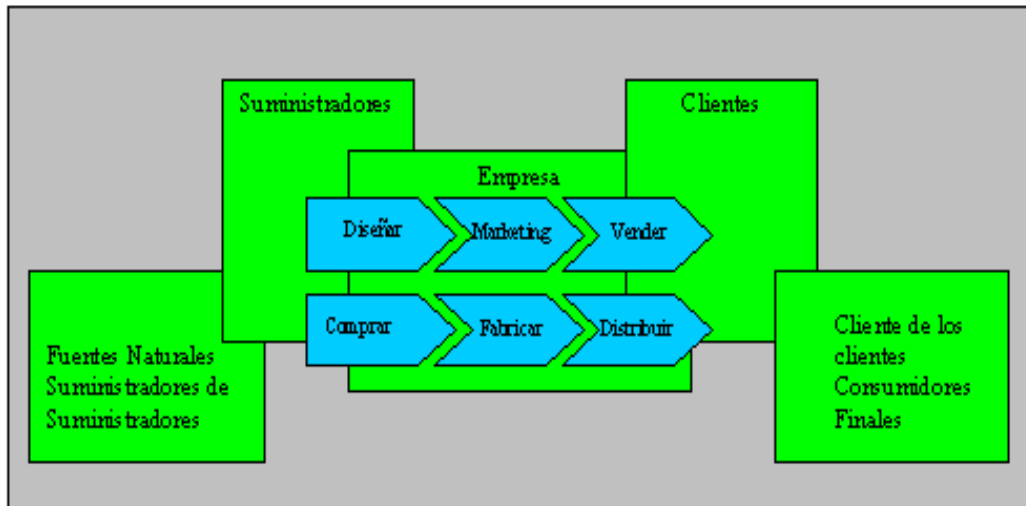 Suministradores
Clientes
Empresa
Diseñar
Marketing
Vender
Comprar
Fabricar
Distribuir
Fuentes Naturales
Suministradores de
Suministradores
Cliente de los
clientes
Consumidores
Finales